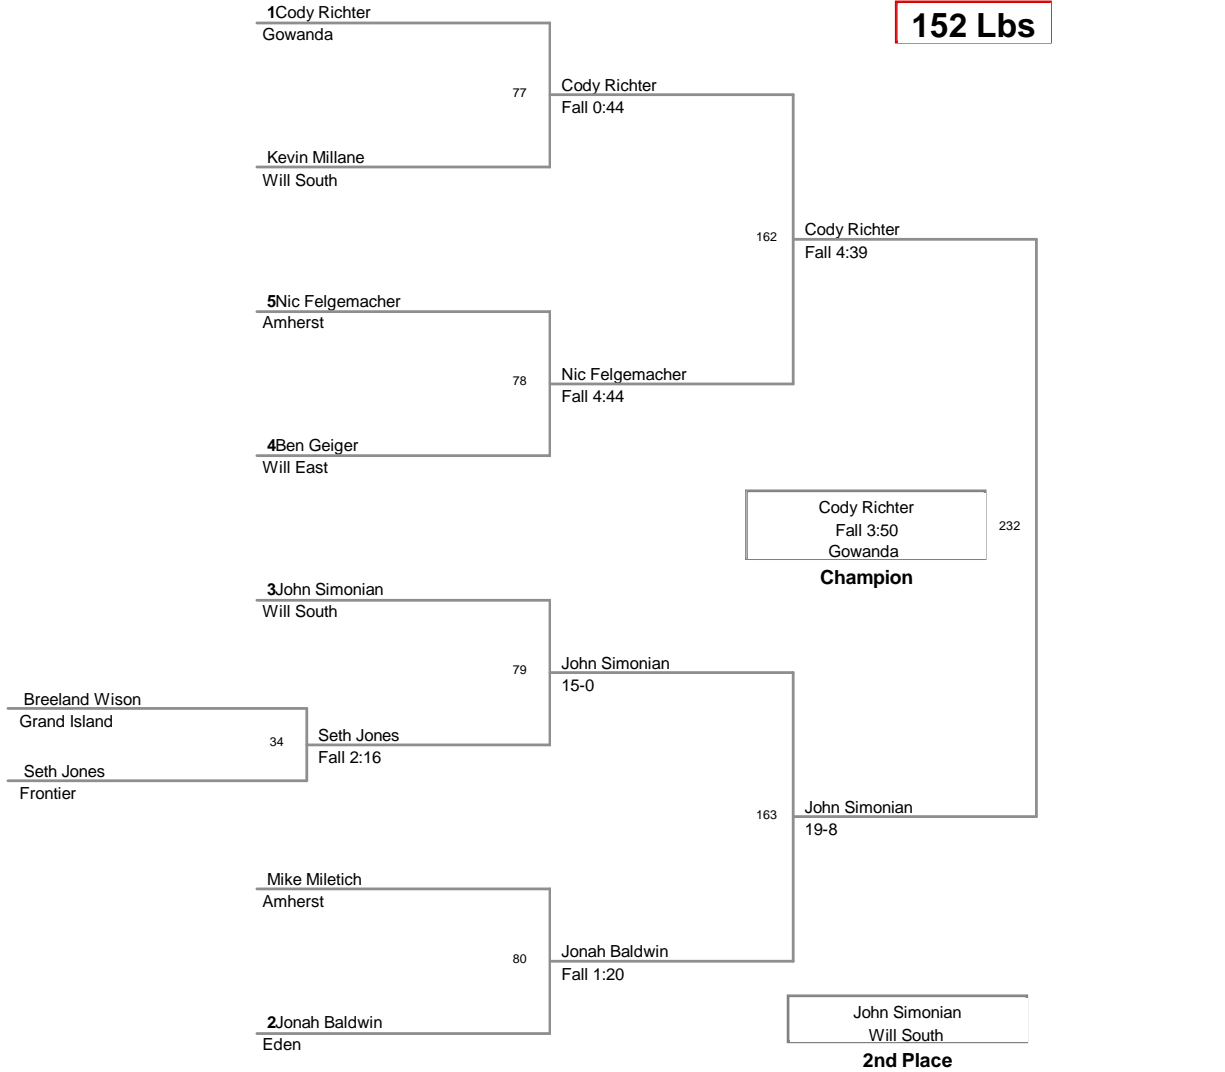 1Cody Richter
Gowanda
152 Lbs
77
Cody Richter
Fall 0:44
Kevin Millane
Will South
162
Cody Richter
Fall 4:39
5Nic Felgemacher
Amherst
78
Nic Felgemacher
Fall 4:44
4Ben Geiger
Will East
Cody Richter
Fall 3:50
Gowanda
Champion
232
3John Simonian
Will South
79
John Simonian
15-0
Breeland Wison
Grand Island
34
Seth Jones
Fall 2:16
Seth Jones
Frontier
163
John Simonian
19-8
Mike Miletich
Amherst
80
Jonah Baldwin
Fall 1:20
2Jonah Baldwin
Eden
John Simonian
Will South
2nd Place